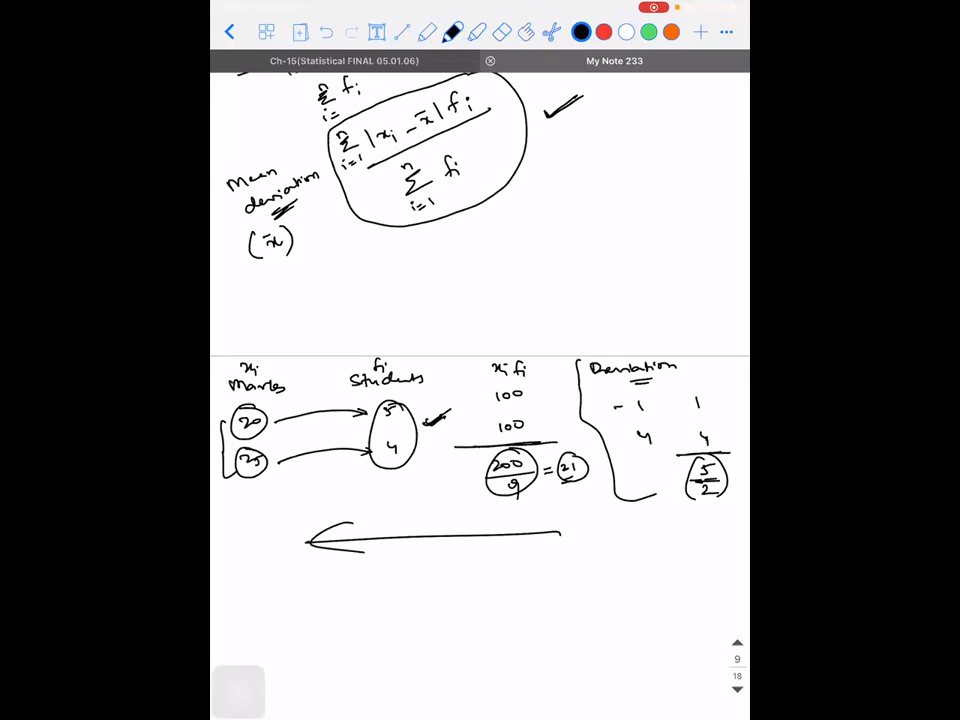 Ch-15(Statistical FINAL 05.01.06)
My Note 233
n Σ i= fi
n Σ i=1 |xi - x̄| fi
n Σ i=1 fi
Mean
deviation
(x̄)
xi fi xi fi Deviation
Marks Students
20 5 100 -1 1
25 4 100 4 4
200/9 = 21 5/2
9
18